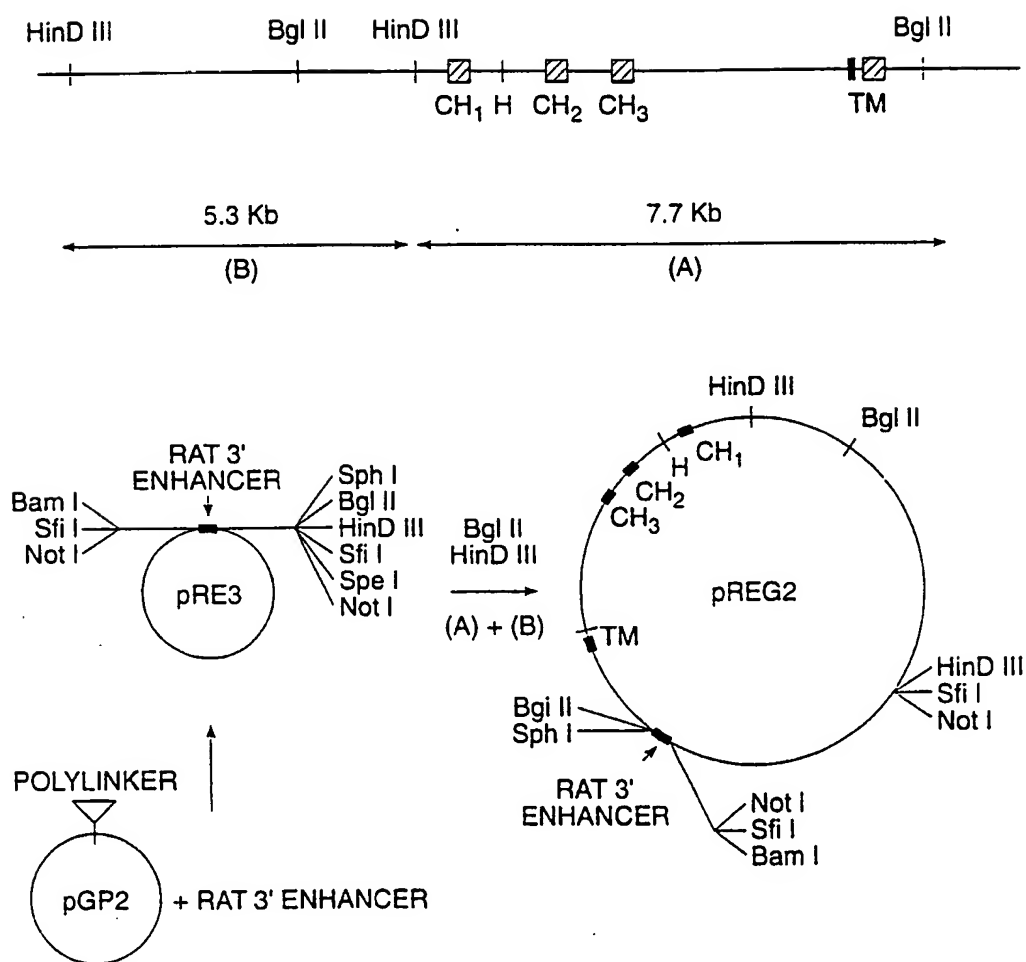 HinD III Bgl II HinD III Bgl II
CH1 H CH2 CH3 TM
5.3 Kb 7.7 Kb
(B) (A)
HinD III
Bgl II
CH1
H
CH2
CH3
RAT 3'
ENHANCER
Bam I
Sfi I
Not I
Sph I
Bgl II
HinD III
Sfi I
Spe I
Not I
pRE3
Bgl II
HinD III
(A) + (B)
pREG2
TM
HinD III
Sfi I
Not I
Bgi II
Sph I
RAT 3'
ENHANCER
Not I
Sfi I
Bam I
POLYLINKER
pGP2 + RAT 3' ENHANCER